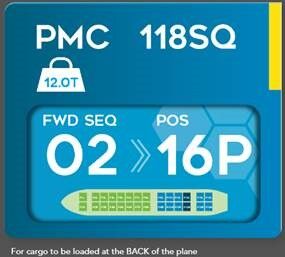 PMC 118SQ
12.0T
FWD SEQ POS
02 >> 16P
For cargo to be loaded at the BACK of the plane